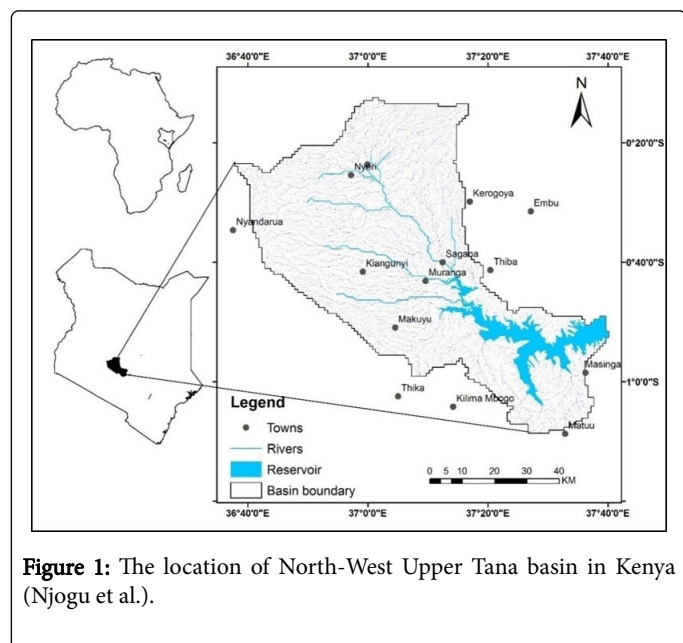 36°40'0"E 37°0'0"E 37°20'0"E 37°40'0"E
N
0°20'0"S
Nyeri
Kerogoya
Embu
Nyandarua
0°40'0"S
Sagana
Kiangunyi
Muranga
Thiba
Makuyu
Masinga
1°0'0"S
Thika
Kilima Mbogo
Matuu
Legend
Towns
Rivers
Reservoir
Basin boundary
0 5 10 20 30 40
KM
36°40'0"E 37°0'0"E 37°20'0"E 37°40'0"E
Figure 1: The location of North-West Upper Tana basin in Kenya
(Njogu et al.).